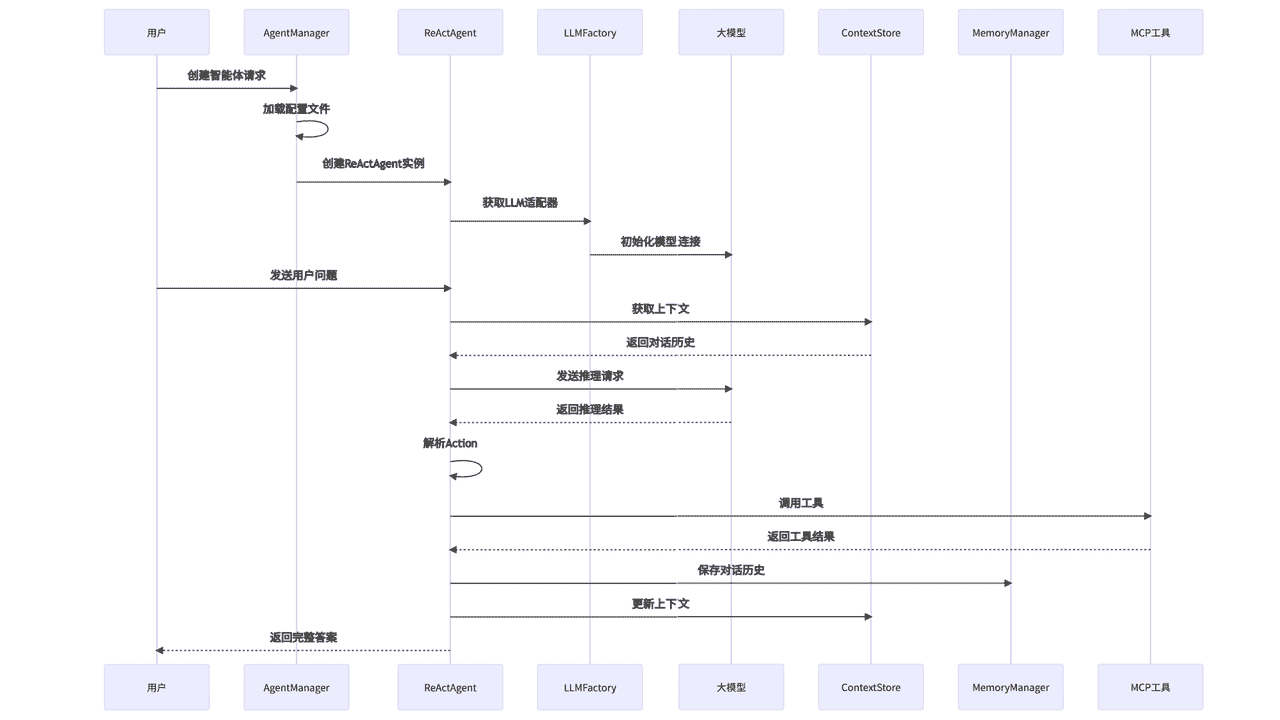 用户
AgentManager
ReActAgent
LLMFactory
大模型
ContextStore
MemoryManager
MCP工具
创建智能体请求
加载配置文件
创建ReActAgent实例
获取LLM适配器
初始化模型连接
发送用户问题
获取上下文
返回对话历史
发送推理请求
返回推理结果
解析Action
调用工具
返回工具结果
保存对话历史
更新上下文
返回完整答案
用户
AgentManager
ReActAgent
LLMFactory
大模型
ContextStore
MemoryManager
MCP工具